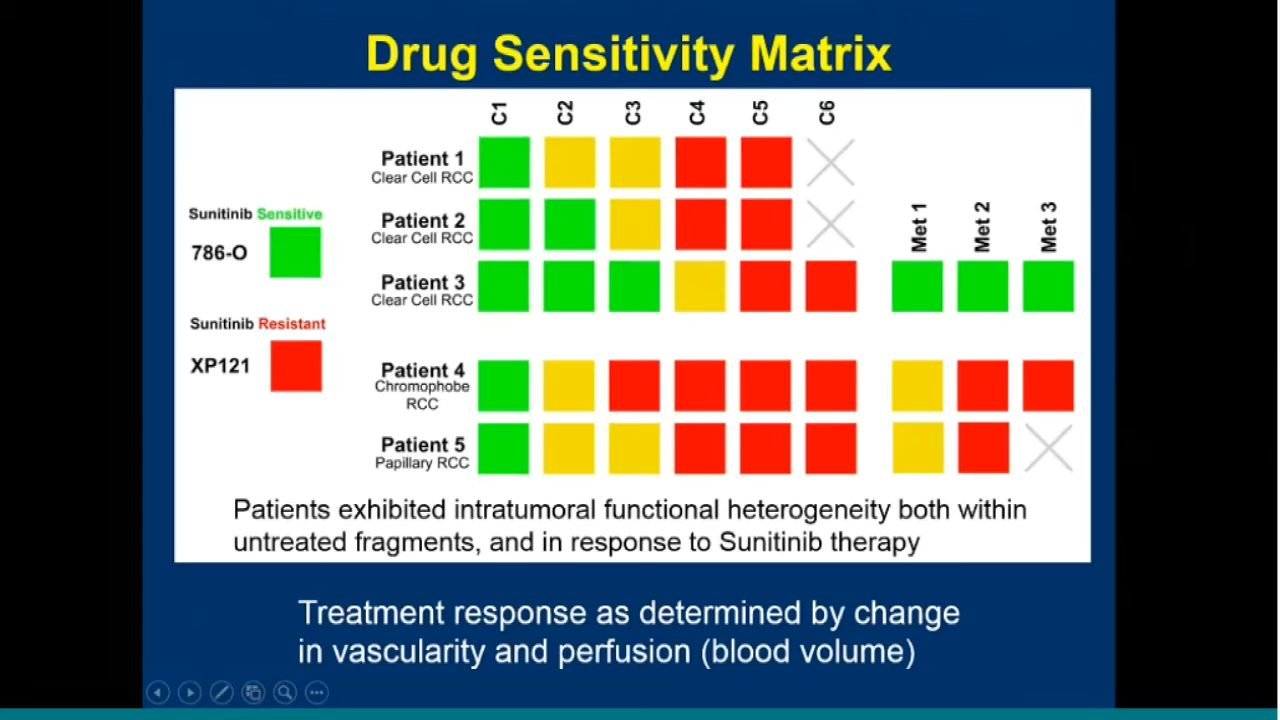 Drug Sensitivity Matrix
C1
C2
C3
C4
C5
C6
Patient 1
Clear Cell RCC
Patient 2
Clear Cell RCC
Sunitinib Sensitive
786-O
Met 1
Met 2
Met 3
Patient 3
Clear Cell RCC
Sunitinib Resistant
XP121
Patient 4
Chromophobe
RCC
Patient 5
Papillary RCC
Patients exhibited intratumoral functional heterogeneity both within
untreated fragments, and in response to Sunitinib therapy
Treatment response as determined by change
in vascularity and perfusion (blood volume)